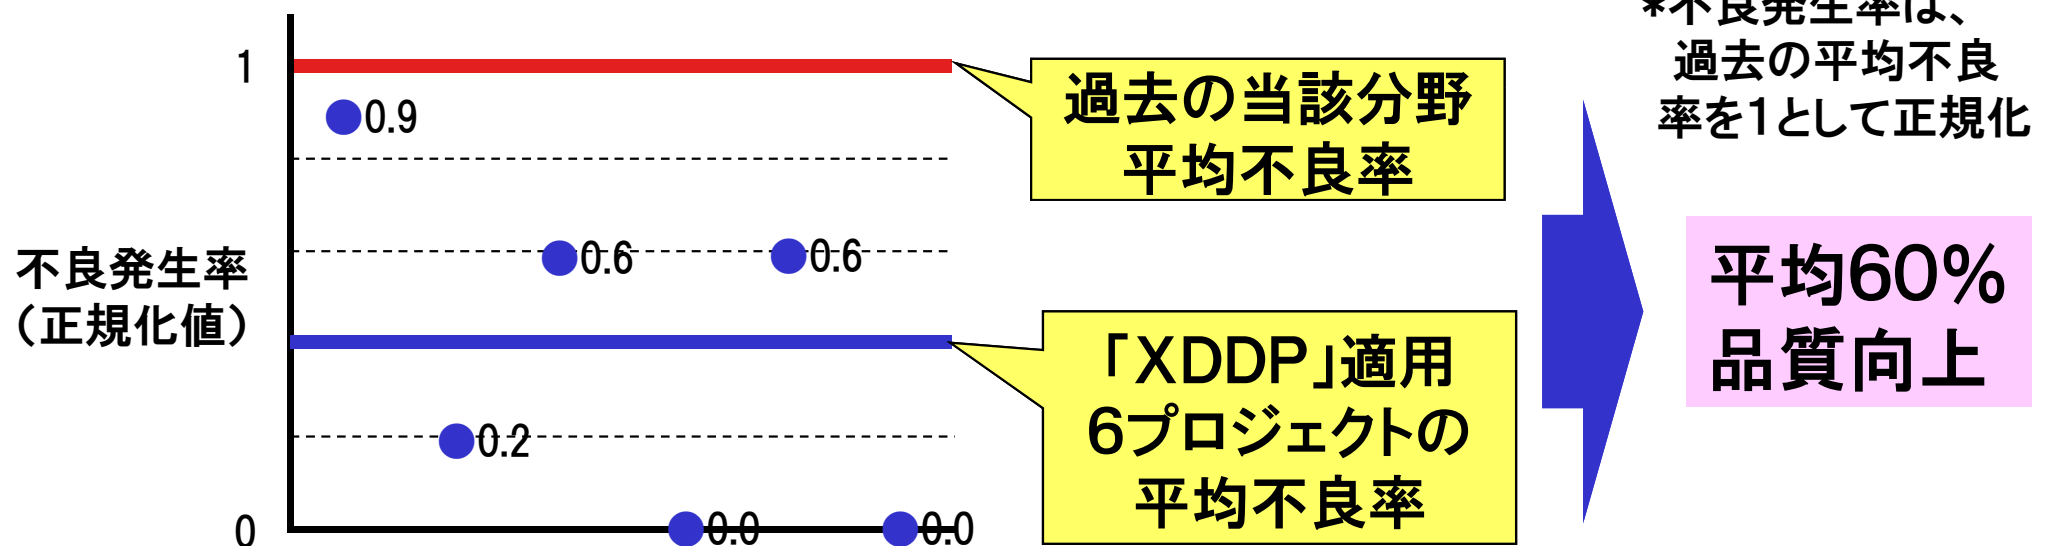 *不良発生率は、
過去の平均不良
率を1として正規化
1
0.9
過去の当該分野
平均不良率
不良発生率
（正規化値）
0.6
0.6
「XDDP」適用
6プロジェクトの
平均不良率
平均60%
品質向上
0.2
0
0.0
0.0